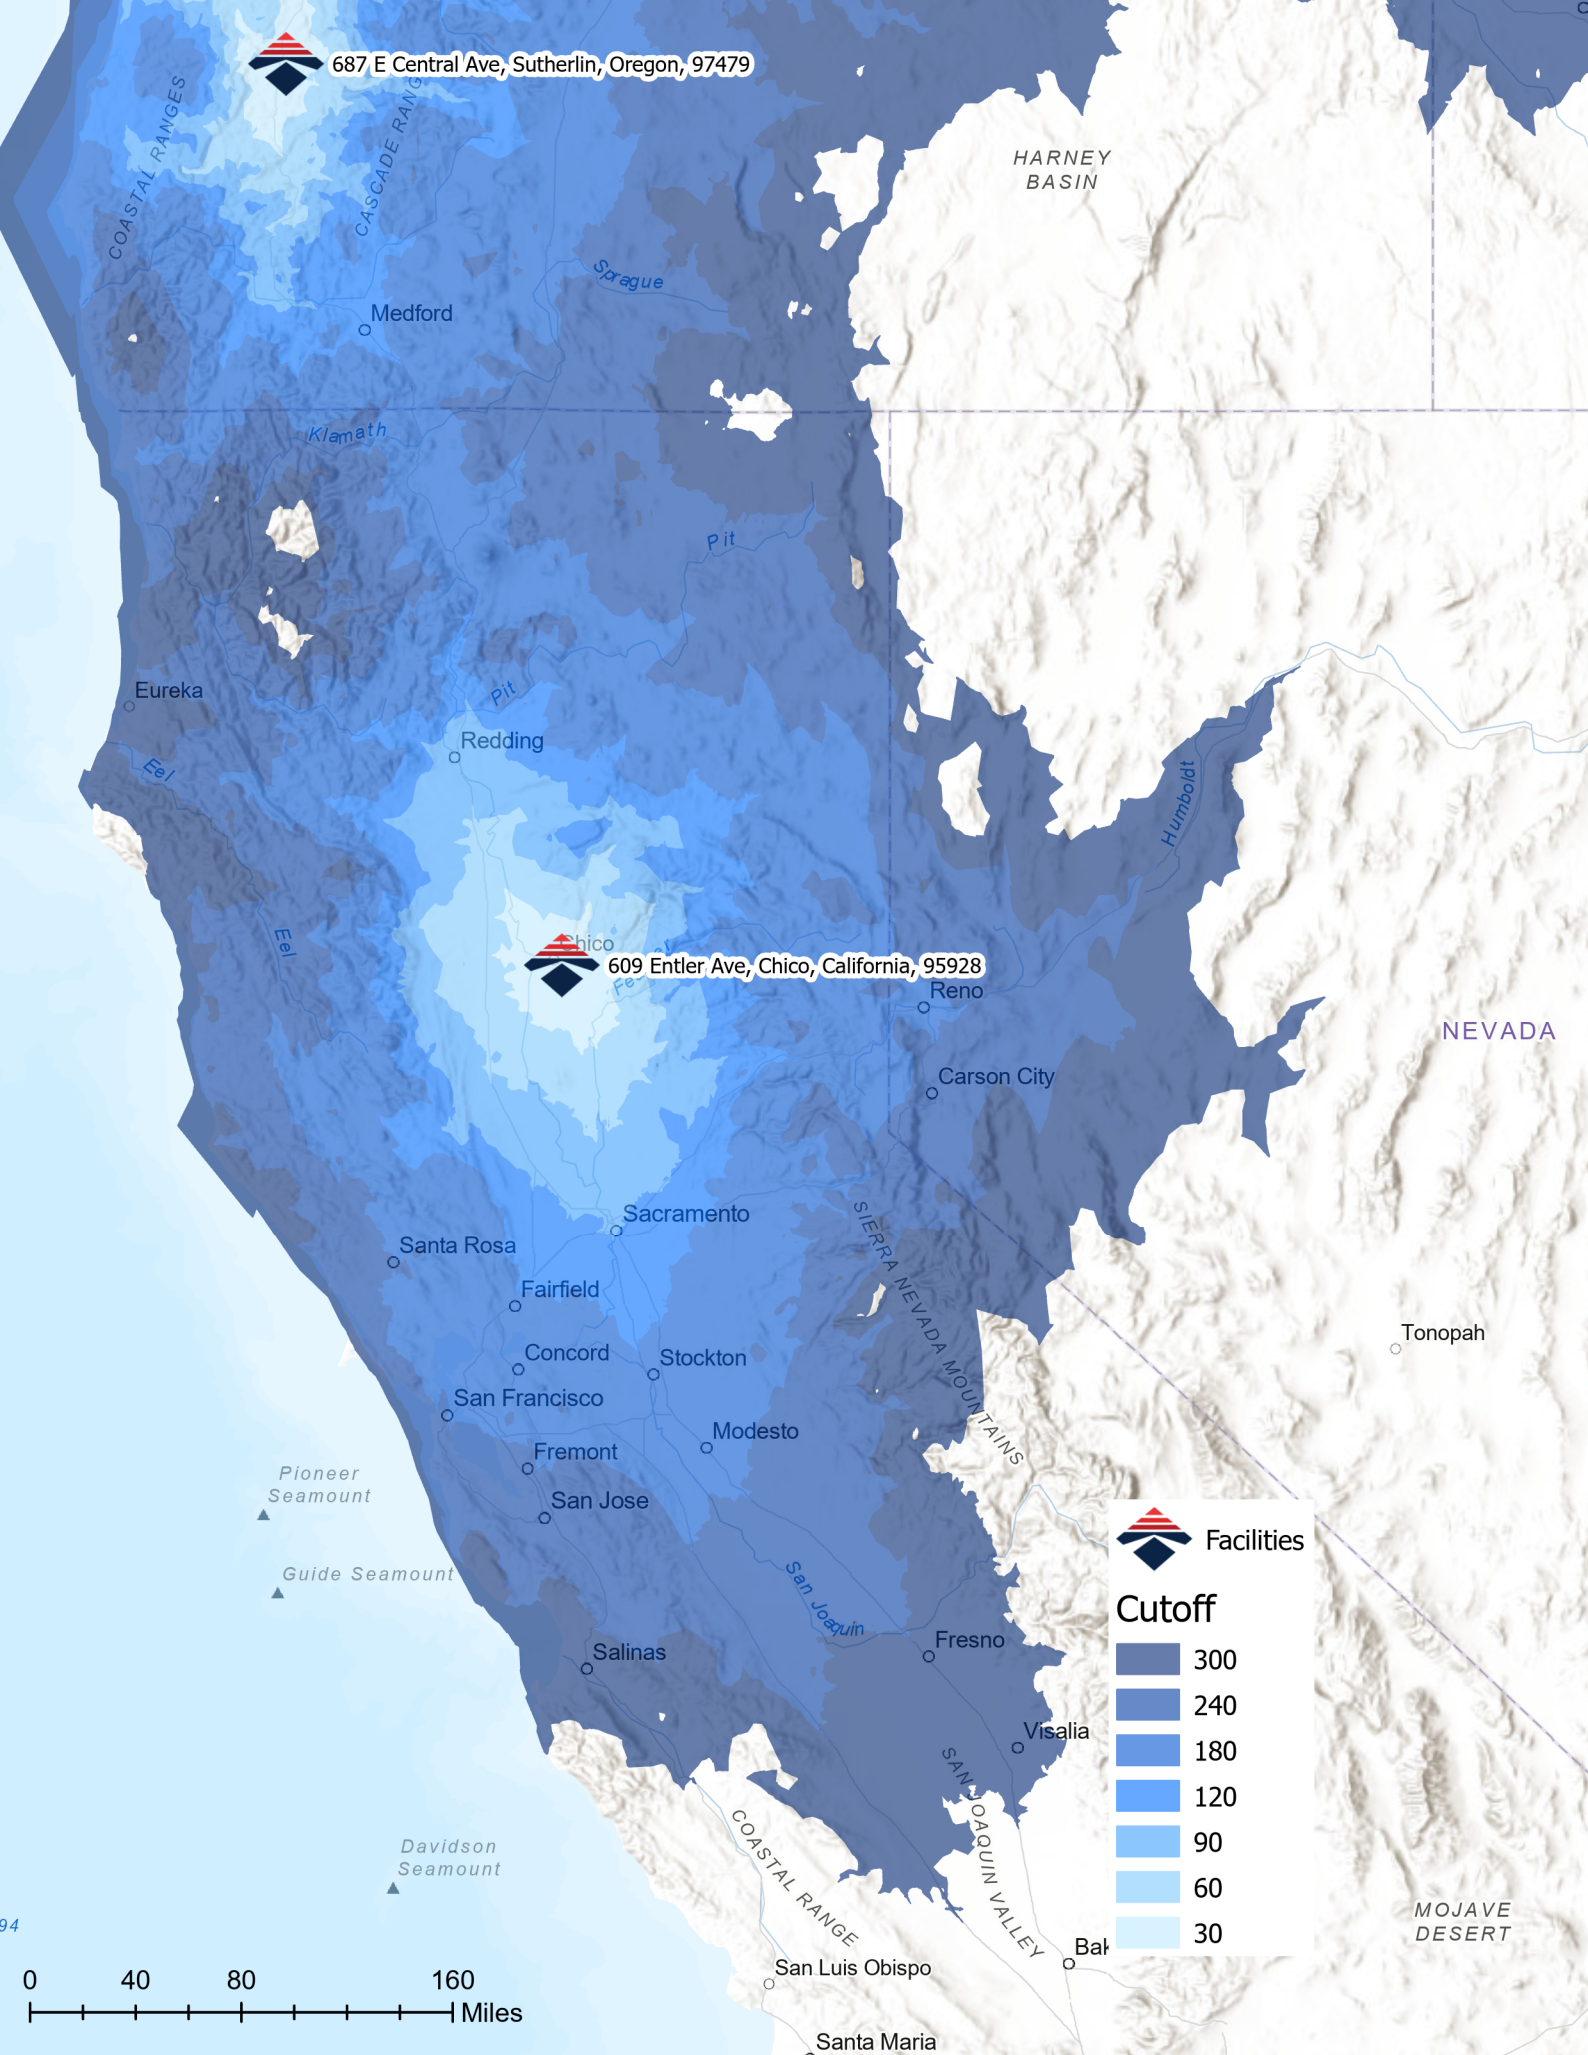 687 E Central Ave, Sutherlin, Oregon, 97479
COASTAL RANGES
HARNEY
BASIN
Sprague
Medford
Klamath
Pit
Pit
Eureka
Redding
Eel
Humboldt
Chico
609 Entler Ave, Chico, California, 95928
Eel
Reno
NEVADA
Carson City
Sacramento
SIERRA NEVADA MOUNTAINS
Santa Rosa
Fairfield
Tonopah
Concord
Stockton
San Francisco
Modesto
Fremont
Pioneer
Seamount
San Jose
Facilities
Guide Seamount
San Joaquin
Cutoff
Fresno
Salinas
300
240
Visalia
180
SAN JOAQUIN VALLEY
120
COASTAL RANGE
90
Davidson
Seamount
60
MOJAVE
DESERT
94
30
Bak
San Luis Obispo
0 40 80 160
Miles
Santa Maria